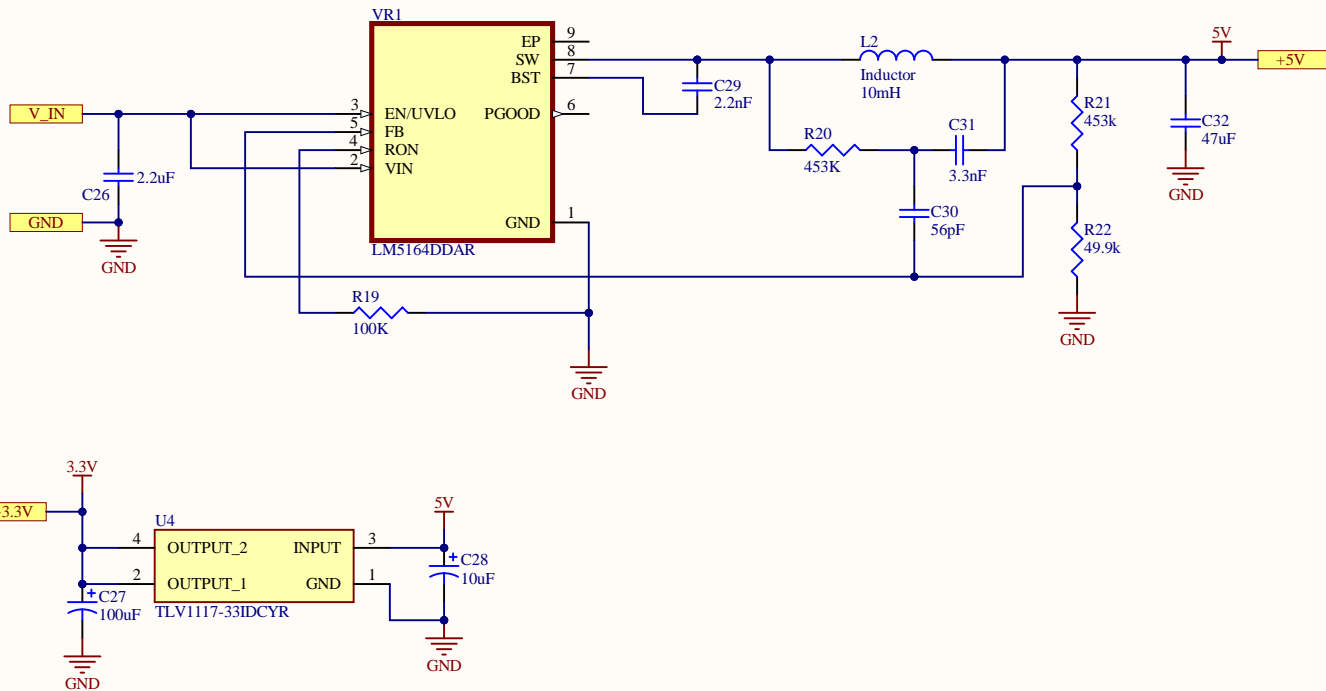 VR1
EP 9
SW 8
BST 7
PGOOD 6
GND 1
3 EN/UVLO
5 FB
4 RON
2 VIN
LM5164DDAR
V_IN
GND
2.2uF
C26
GND
R19
100K
GND
C29
2.2nF
L2
Inductor
10mH
R20
453K
C31
3.3nF
C30
56pF
R21
453k
R22
49.9k
GND
5V
+5V
C32
47uF
GND
3.3V
3.3V
U4
4 OUTPUT_2
2 OUTPUT_1
INPUT 3
GND 1
TLV1117-33IDCYR
+
C27
100uF
GND
5V
+
C28
10uF
GND